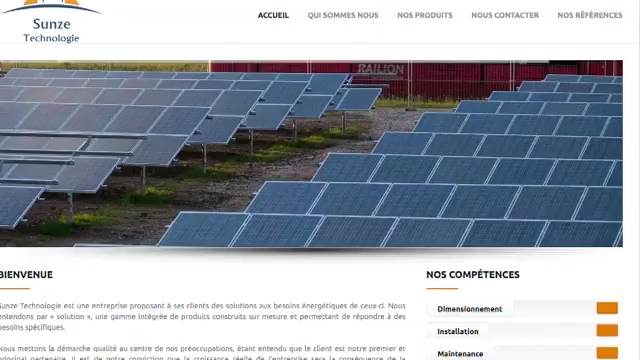 Sunze
Technologie
ACCUEIL QUI SOMMES NOUS NOS PRODUITS NOUS CONTACTER NOS RÉFÉRENCES
RAILION
BIENVENUE
Sunze Technologie est une entreprise proposant à ses clients des solutions aux besoins énergétiques de ceux-ci. Nous
entendons par « solution », une gamme intégrée de produits construits sur mesure et permettant de répondre à des
besoins spécifiques.
Nous mettons la démarche qualité au centre de nos préoccupations, étant entendu que le client est notre premier et
principal partenaire. Il est de notre conviction que la croissance réelle de l'entreprise sera la conséquence de la
NOS COMPÉTENCES
Dimensionnement
Installation
Maintenance